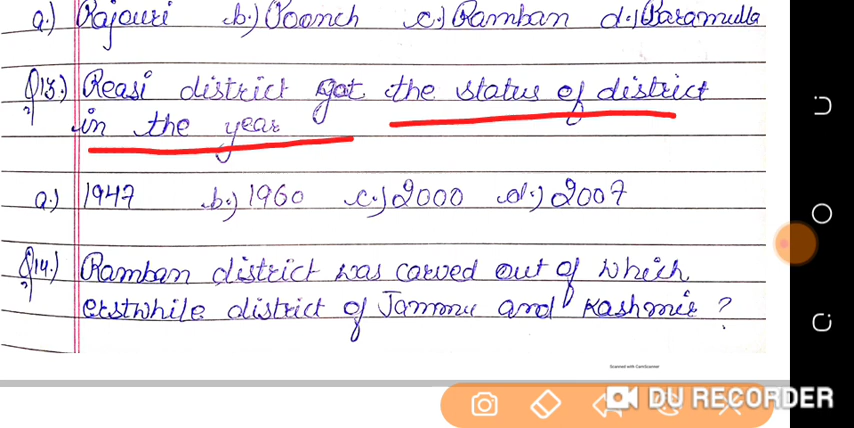 a.) Rajouri b.) Poonch c.) Ramban d.) Baramulla
Q13.) Reasi district got the status of district
in the year
a.) 1947 b.) 1960 c.) 2000 d.) 2007
Q14.) Ramban district was carved out of which
erstwhile district of Jammu and Kashmir ?
Scanned with CamScanner
DU RECORDER